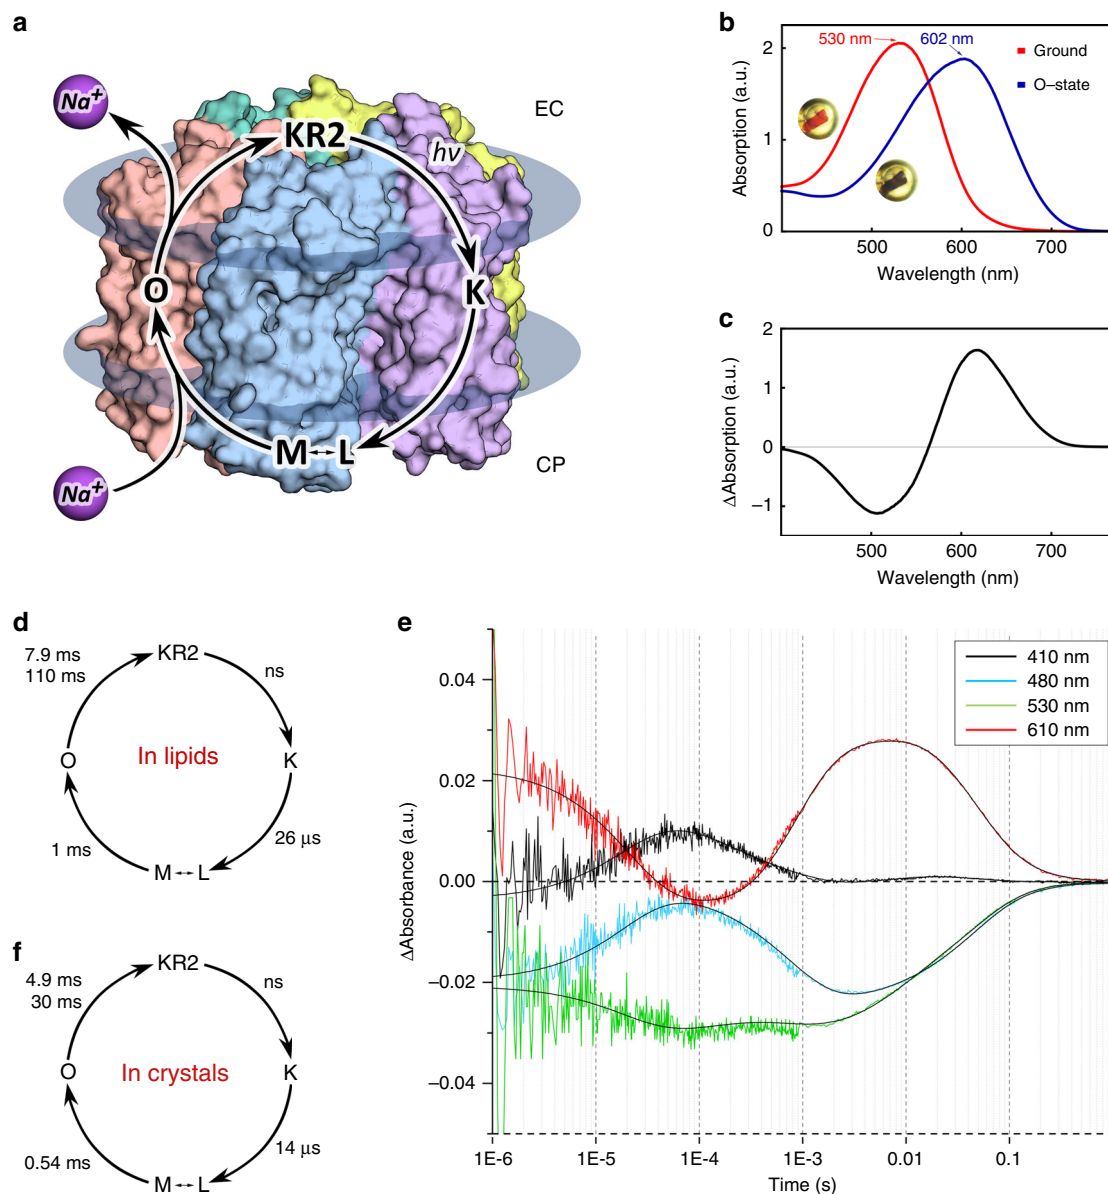 a
Na+
EC
KR2
hν
O
K
M↔L
CP
Na+
b
530 nm
602 nm
Ground
O–state
2
1
0
Absorption (a.u.)
500
600
700
Wavelength (nm)
c
2
1
0
–1
ΔAbsorption (a.u.)
500
600
700
Wavelength (nm)
d
7.9 ms
110 ms
KR2
ns
O
In lipids
K
1 ms
26 µs
M↔L
e
410 nm
480 nm
530 nm
610 nm
0.04
0.02
0.00
−0.02
−0.04
ΔAbsorbance (a.u.)
1E-6
1E-5
1E-4
1E-3
0.01
0.1
Time (s)
f
4.9 ms
30 ms
KR2
ns
O
In crystals
K
0.54 ms
14 µs
M↔L